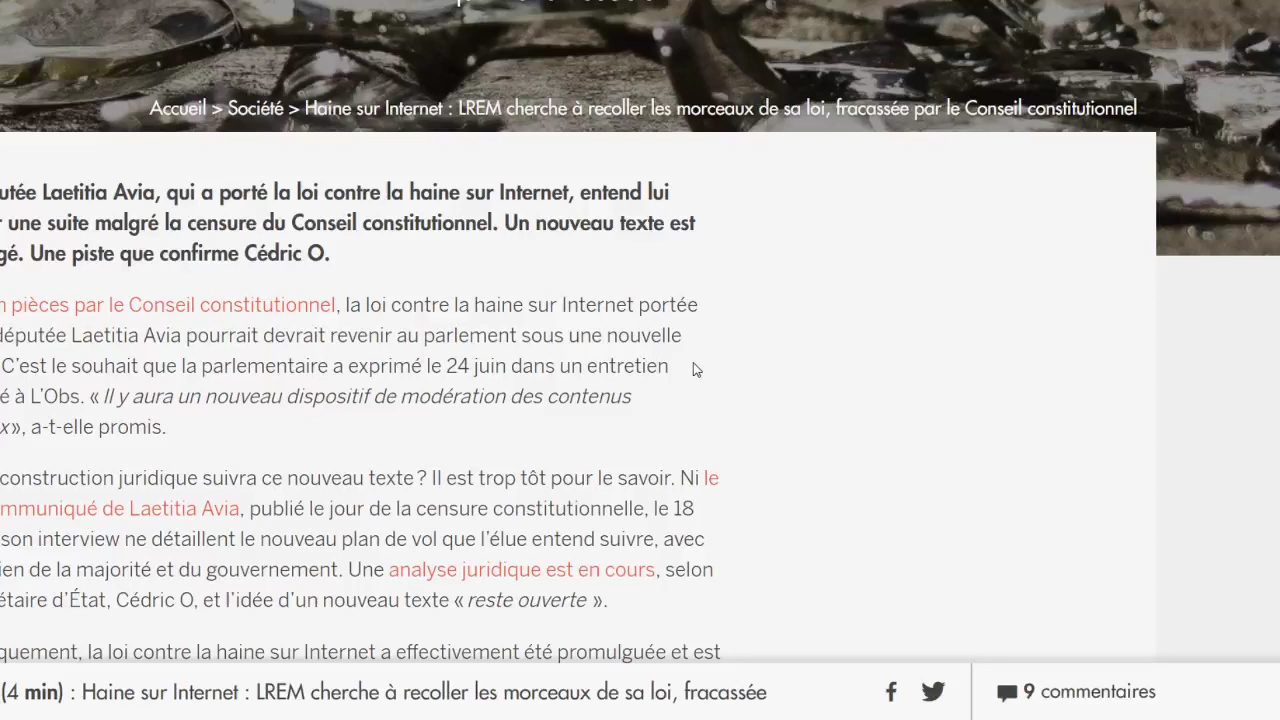 Accueil > Société > Haine sur Internet : LREM cherche à recoller les morceaux de sa loi, fracassée par le Conseil constitutionnel
utée Laetitia Avia, qui a porté la loi contre la haine sur Internet, entend lui
r une suite malgré la censure du Conseil constitutionnel. Un nouveau texte est
gé. Une piste que confirme Cédric O.
n pièces par le Conseil constitutionnel, la loi contre la haine sur Internet portée
députée Laetitia Avia pourrait devrait revenir au parlement sous une nouvelle
C'est le souhait que la parlementaire a exprimé le 24 juin dans un entretien
é à L'Obs. « Il y aura un nouveau dispositif de modération des contenus
x », a-t-elle promis.
construction juridique suivra ce nouveau texte ? Il est trop tôt pour le savoir. Ni le
mmuniqué de Laetitia Avia, publié le jour de la censure constitutionnelle, le 18
son interview ne détaillent le nouveau plan de vol que l'élue entend suivre, avec
ien de la majorité et du gouvernement. Une analyse juridique est en cours, selon
étaire d'État, Cédric O, et l'idée d'un nouveau texte « reste ouverte ».
quement, la loi contre la haine sur Internet a effectivement été promulguée et est
(4 min) : Haine sur Internet : LREM cherche à recoller les morceaux de sa loi, fracassée
9 commentaires